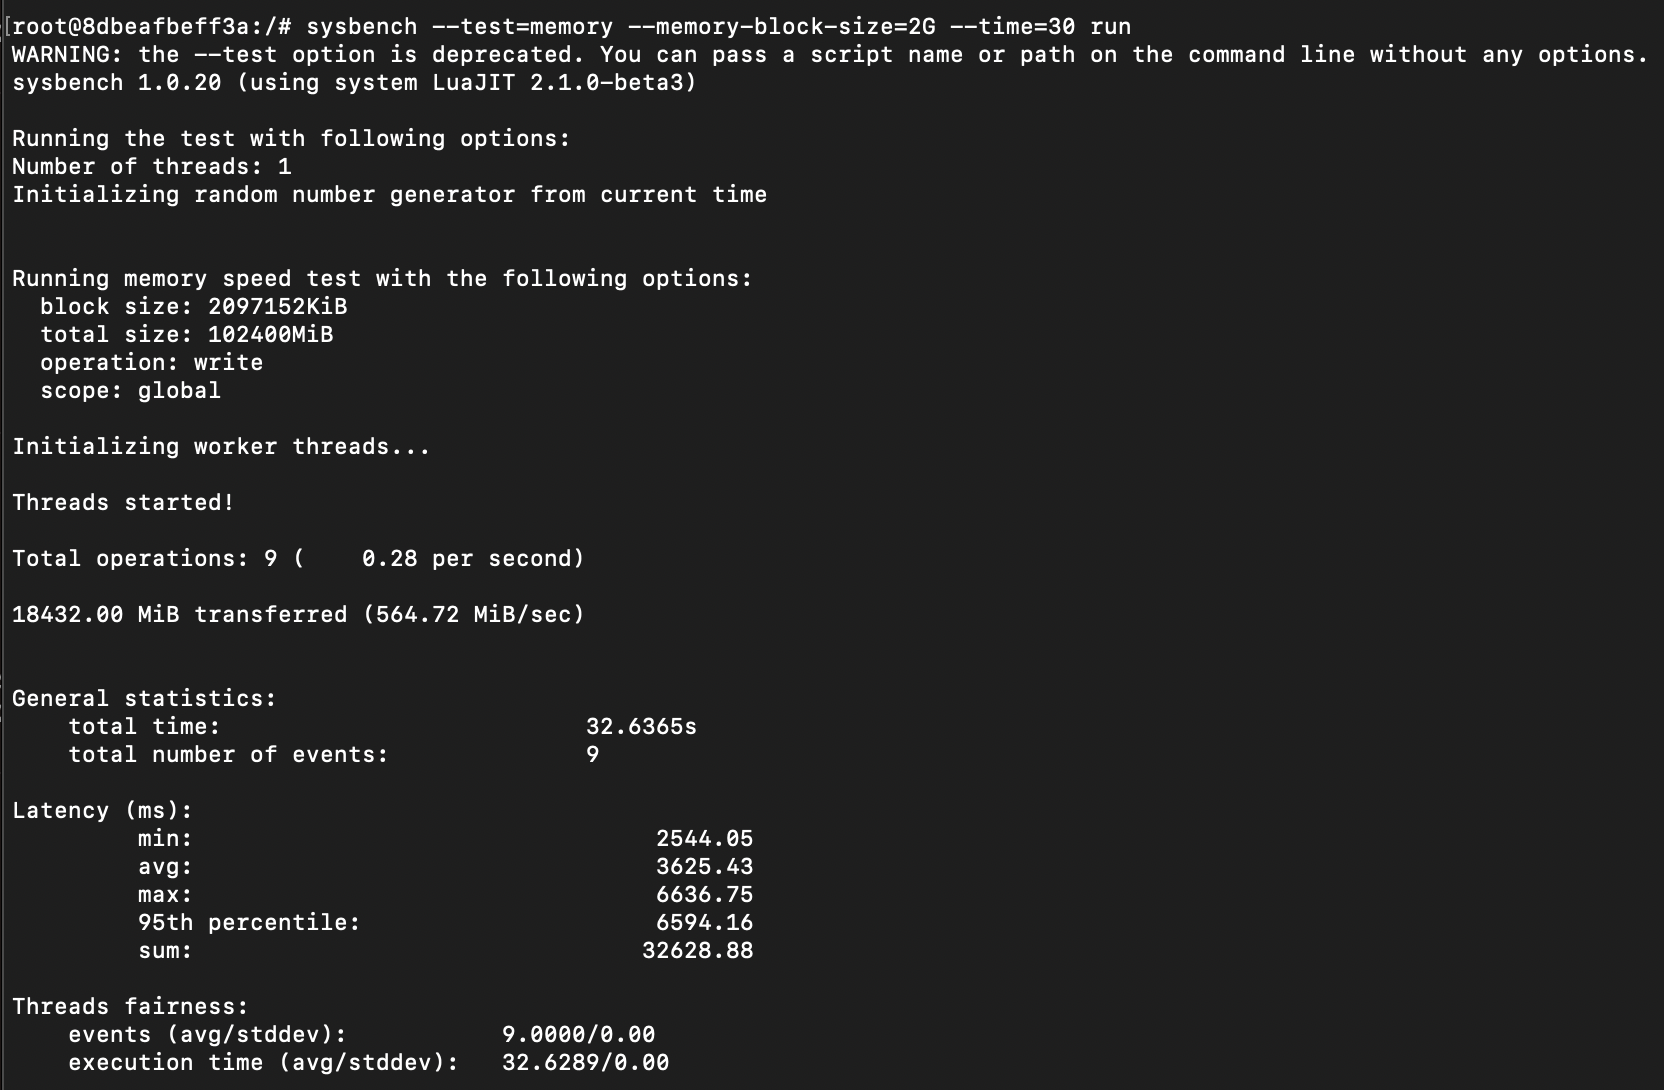 [root@8dbeafbeff3a:/# sysbench --test=memory --memory-block-size=2G --time=30 run
WARNING: the --test option is deprecated. You can pass a script name or path on the command line without any options.
sysbench 1.0.20 (using system LuaJIT 2.1.0-beta3)
Running the test with following options:
Number of threads: 1
Initializing random number generator from current time
Running memory speed test with the following options:
block size: 2097152KiB
total size: 102400MiB
operation: write
scope: global
Initializing worker threads...
Threads started!
Total operations: 9 (    0.28 per second)
18432.00 MiB transferred (564.72 MiB/sec)
General statistics:
total time:                          32.6365s
total number of events:              9
Latency (ms):
min:                                 2544.05
avg:                                 3625.43
max:                                 6636.75
95th percentile:                     6594.16
sum:                                32628.88
Threads fairness:
events (avg/stddev):           9.0000/0.00
execution time (avg/stddev):   32.6289/0.00